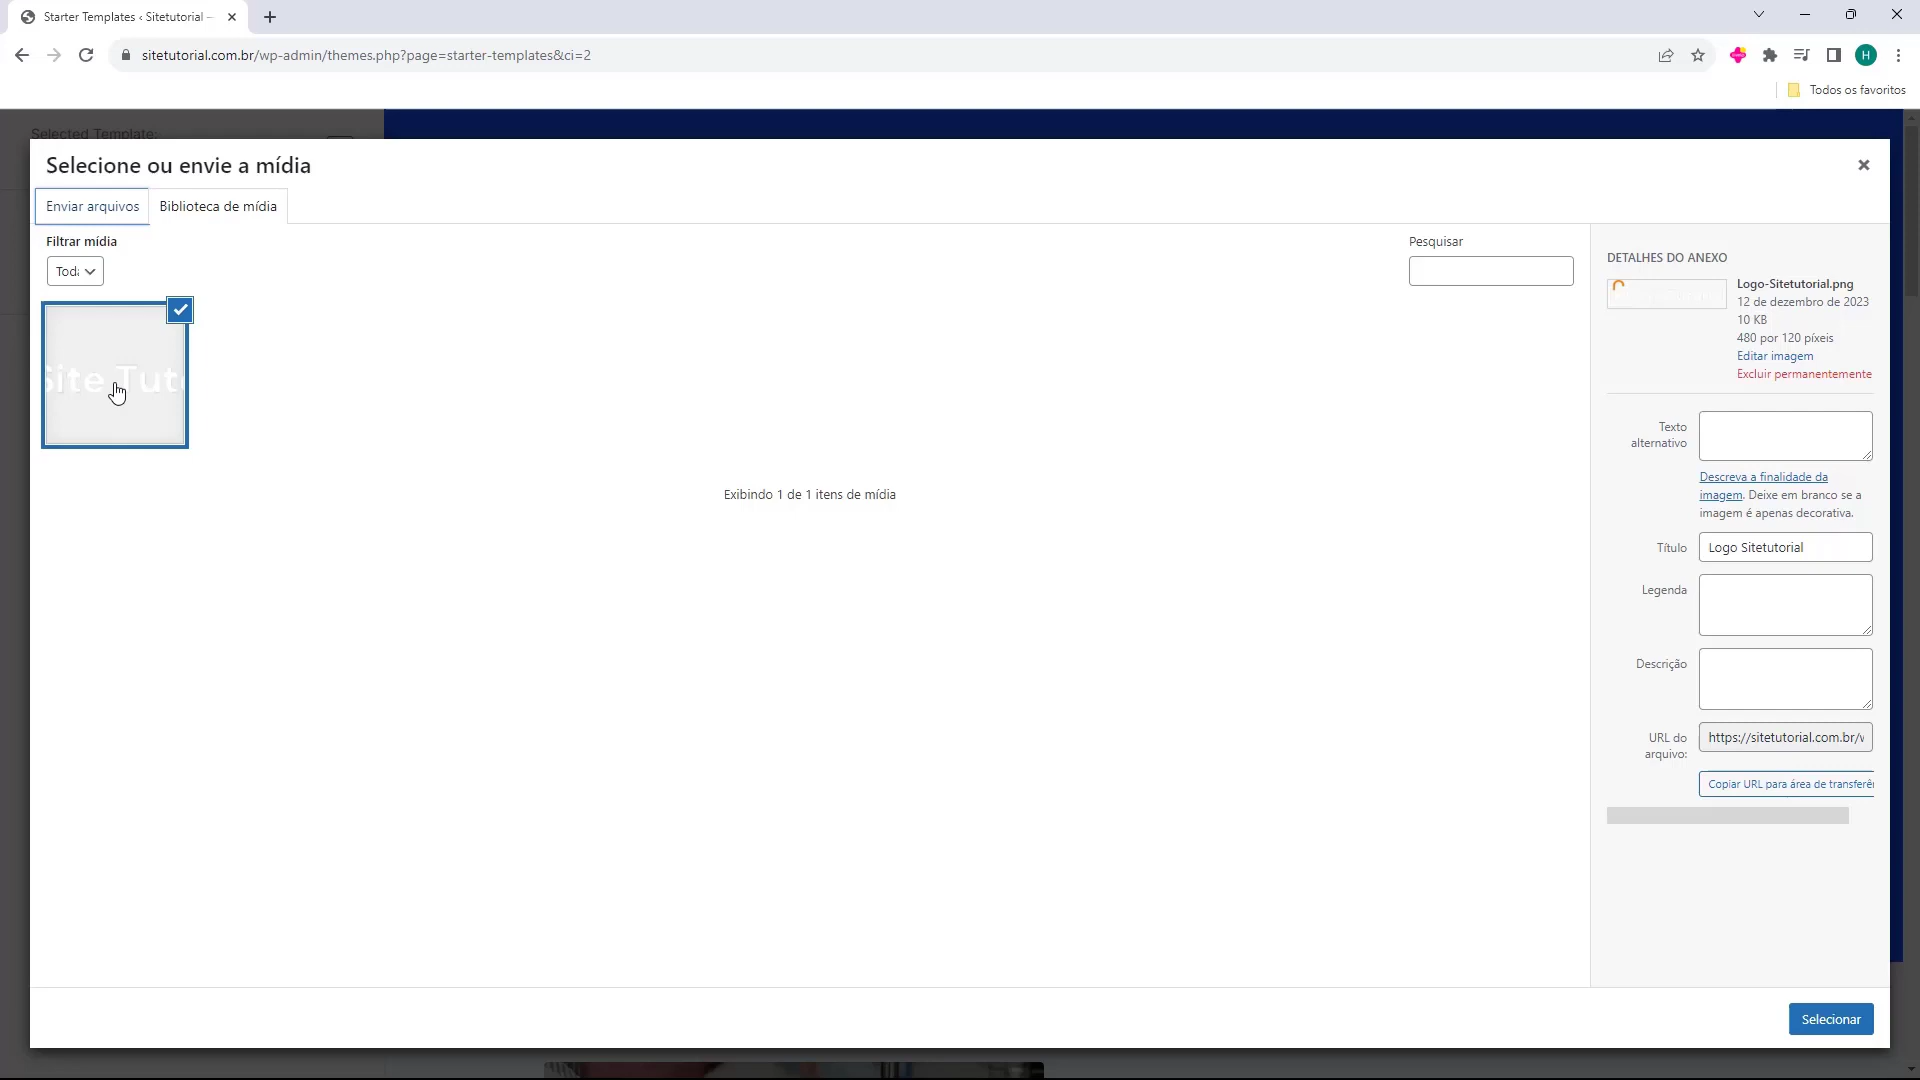 Starter Templates ‹ Sitetutorial –
sitetutorial.com.br/wp-admin/themes.php?page=starter-templates&ci=2
H
Todos os favoritos
Selected Template:
Selecione ou envie a mídia
Enviar arquivos
Biblioteca de mídia
Filtrar mídia
Pesquisar
Site Tut
Exibindo 1 de 1 itens de mídia
DETALHES DO ANEXO
Logo-Sitetutorial.png
12 de dezembro de 2023
10 KB
480 por 120 píxeis
Editar imagem
Excluir permanentemente
Texto
alternativo
Descreva a finalidade da
imagem. Deixe em branco se a
imagem é apenas decorativa.
Título
Logo Sitetutorial
Legenda
Descrição
URL do
arquivo:
https://sitetutorial.com.br/
Copiar URL para área de transferê
Selecionar